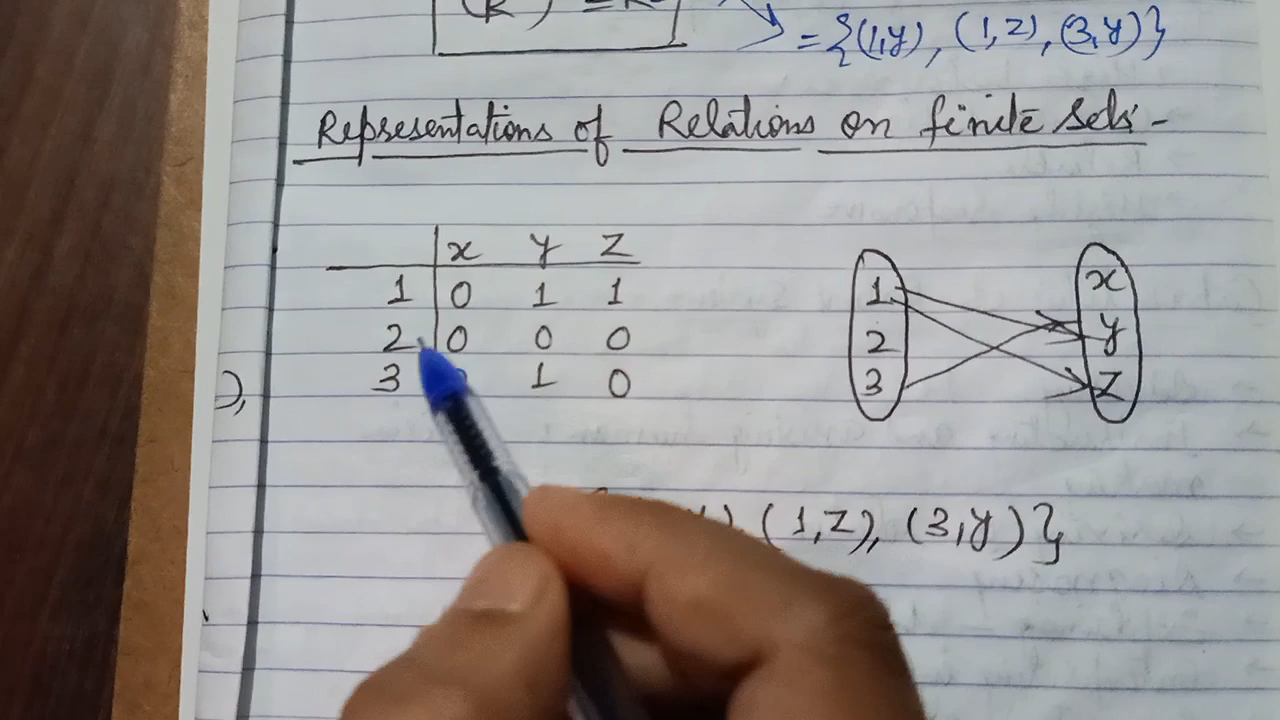 = {(1,y), (1,z), (3,y)}
Representations of Relations on finite sets -
x y z
1 0 1 1
2 0 0 0
3 1 0
1 x
2 y
3 z
(1,z), (3,y)}
),